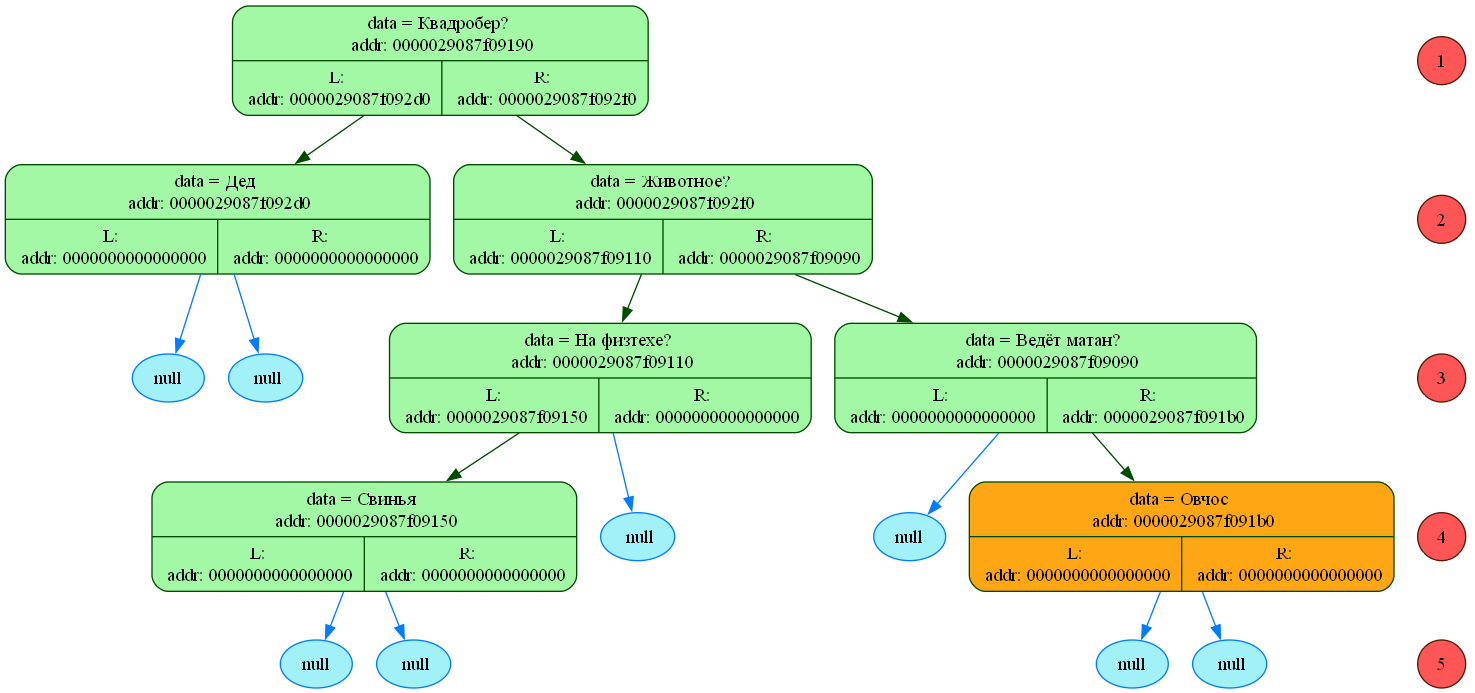 data = Квадробер?
addr: 0000029087f09190
L:
addr: 0000029087f092d0
R:
addr: 0000029087f092f0
1
data = Дед
addr: 0000029087f092d0
L:
addr: 0000000000000000
R:
addr: 0000000000000000
data = Животное?
addr: 0000029087f092f0
L:
addr: 0000029087f09110
R:
addr: 0000029087f09090
2
null
null
data = На физтехе?
addr: 0000029087f09110
L:
addr: 0000029087f09150
R:
addr: 0000000000000000
data = Ведёт матан?
addr: 0000029087f09090
L:
addr: 0000000000000000
R:
addr: 0000029087f091b0
3
data = Свинья
addr: 0000029087f09150
L:
addr: 0000000000000000
R:
addr: 0000000000000000
null
null
data = Овчос
addr: 0000029087f091b0
L:
addr: 0000000000000000
R:
addr: 0000000000000000
4
null
null
null
null
5